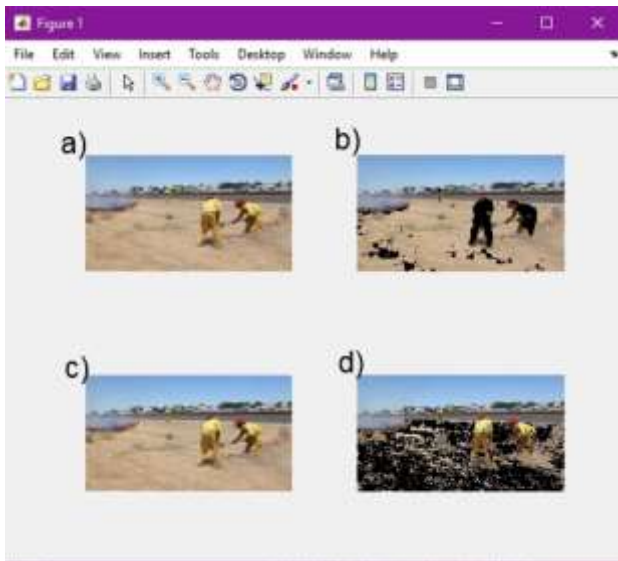 Figure 1
File Edit View Insert Tools Desktop Window Help
a) b)
c) d)